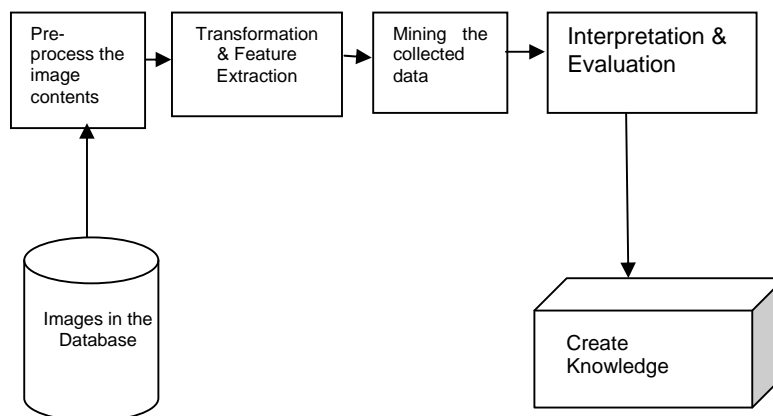 Pre-
process the
image
contents
Transformation
& Feature
Extraction
Mining the
collected
data
Interpretation &
Evaluation
Images in the
Database
Create
Knowledge